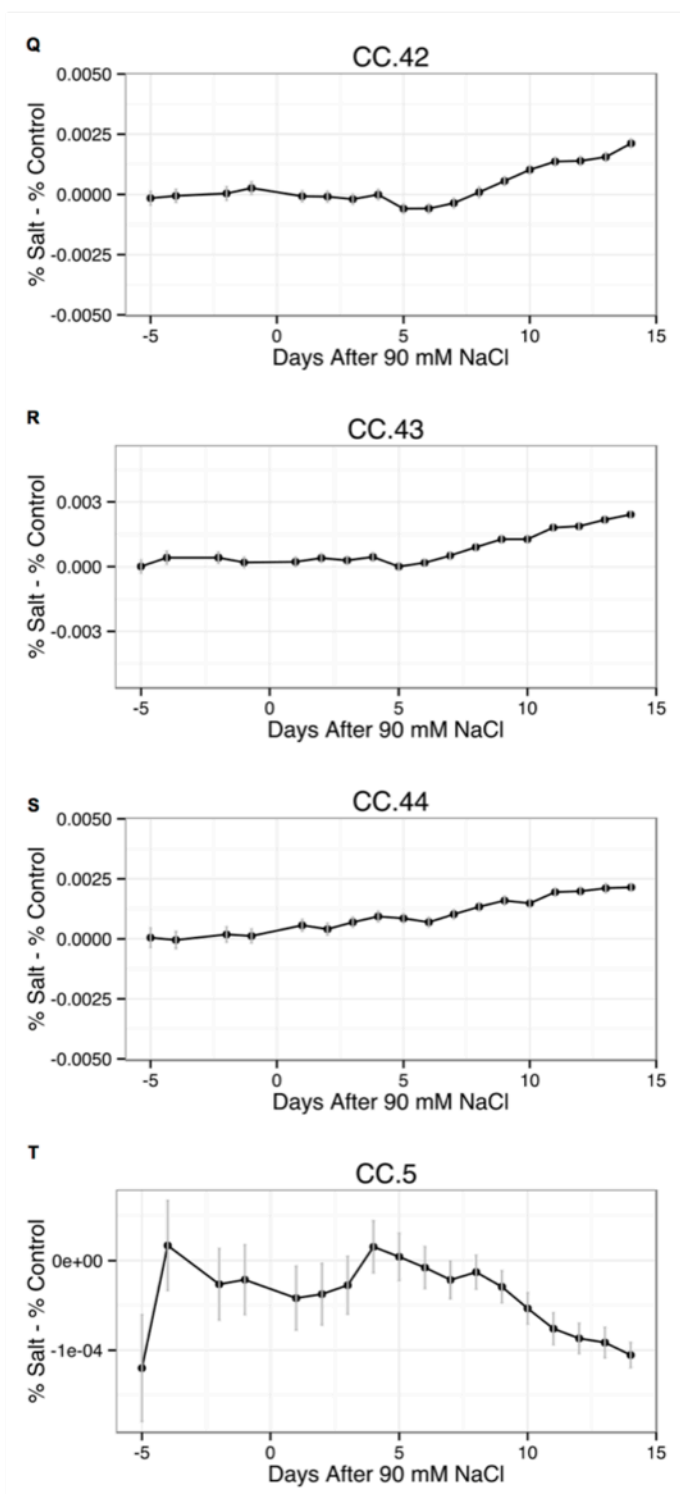 Q
CC.42
% Salt - % Control
0.0050
0.0025
0.0000
-0.0025
-0.0050
-5 0 5 10 15
Days After 90 mM NaCl
R
CC.43
% Salt - % Control
0.003
0.000
-0.003
-5 0 5 10 15
Days After 90 mM NaCl
S
CC.44
% Salt - % Control
0.0050
0.0025
0.0000
-0.0025
-0.0050
-5 0 5 10 15
Days After 90 mM NaCl
T
CC.5
% Salt - % Control
0e+00
-1e-04
-5 0 5 10 15
Days After 90 mM NaCl